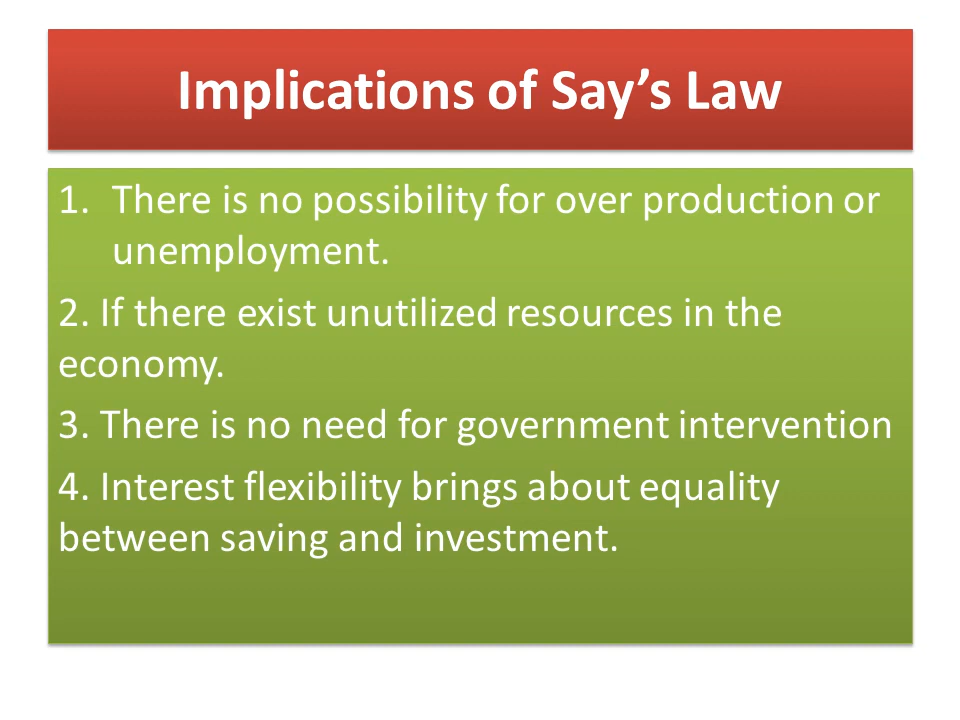 Implications of Say’s Law
1. There is no possibility for over production or
unemployment.
2. If there exist unutilized resources in the
economy.
3. There is no need for government intervention
4. Interest flexibility brings about equality
between saving and investment.